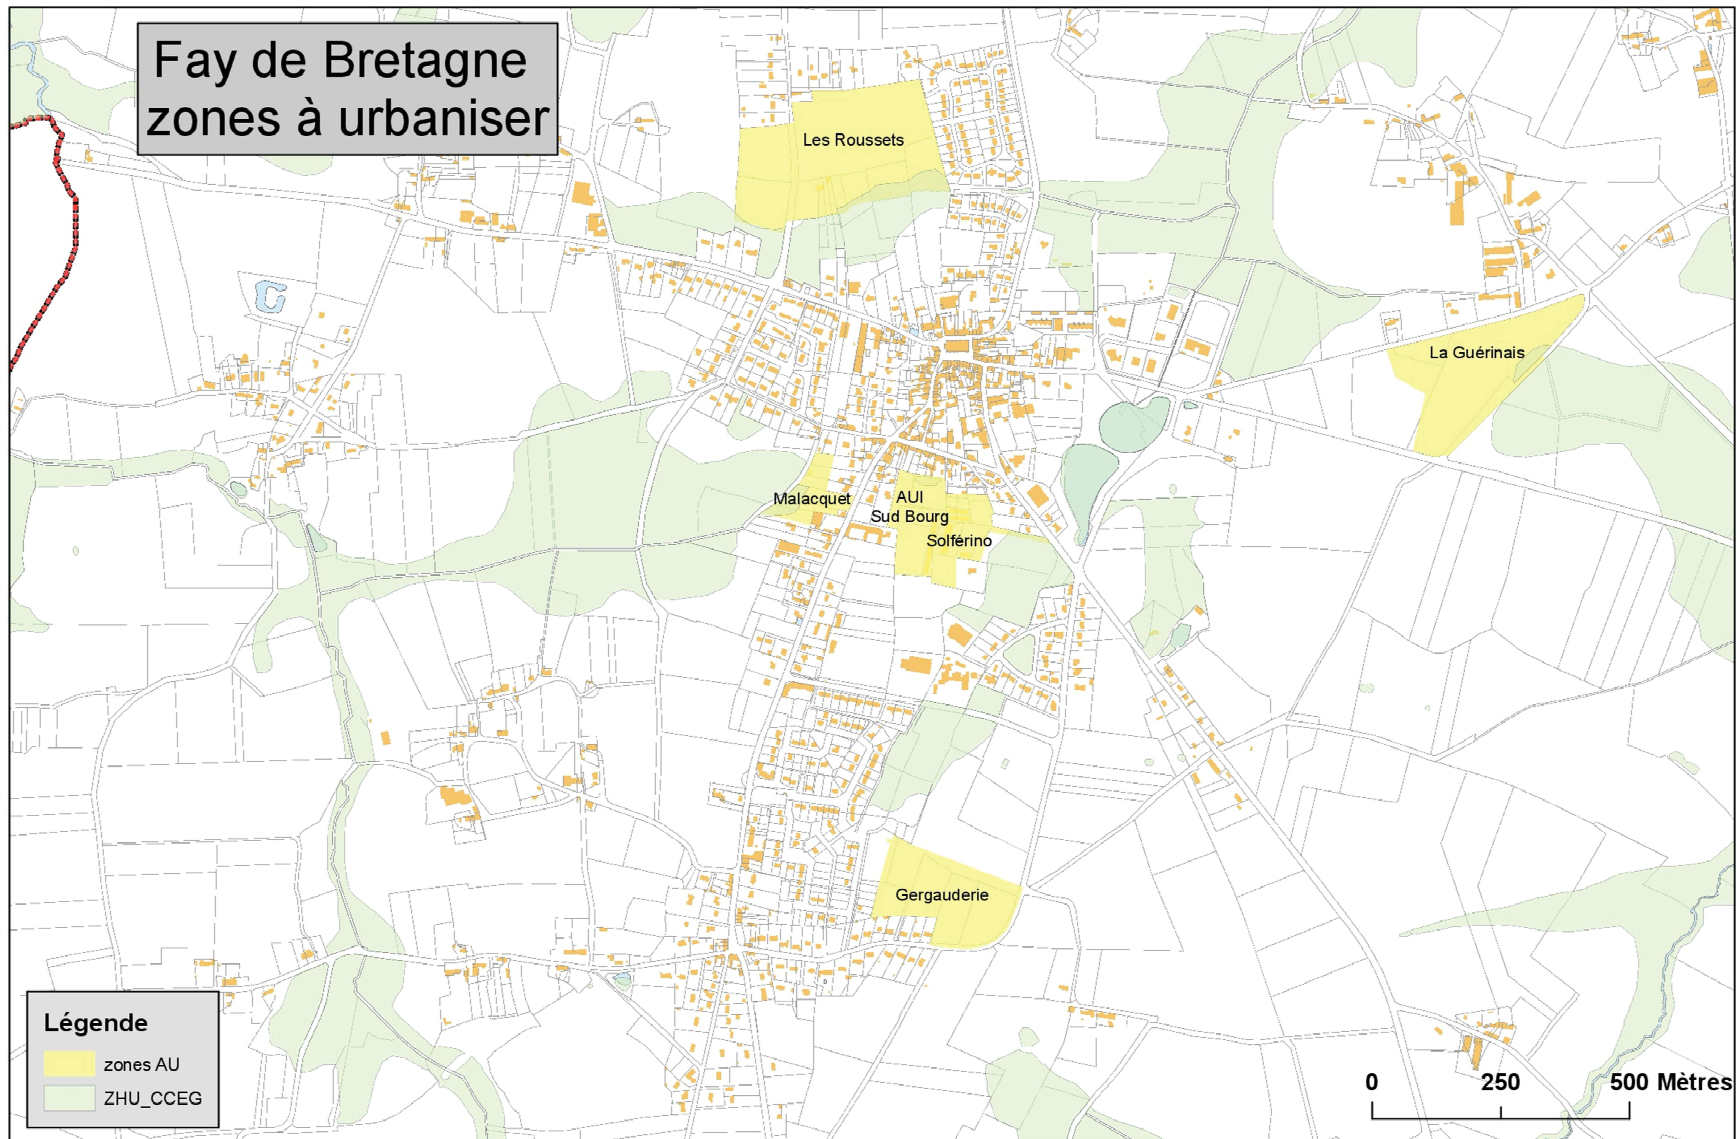 Fay de Bretagne
zones à urbaniser
Les Roussets
La Guérinais
Malacquet
AUI
Sud Bourg
Solférino
Gergauderie
Légende
zones AU
ZHU_CCEG
0 250 500 Mètres